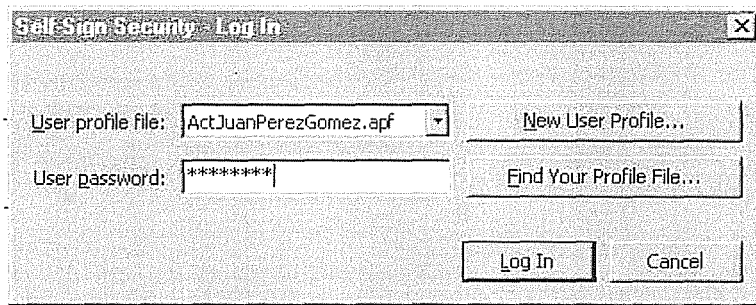 Self-Sign Security - Log In
User profile file: ActJuanPerezGomez.apf New User Profile...
User password: ******** Find Your Profile File...
Log In Cancel